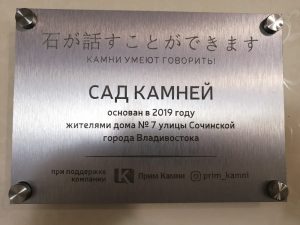 石が話すことができます
КАМНИ УМЕЮТ ГОВОРИТЬ!
САД КАМНЕЙ
основан в 2019 году
жителями дома № 7 улицы Сочинской
города Владивостока
при поддержке
компании
Прим Камни
prim_kamni